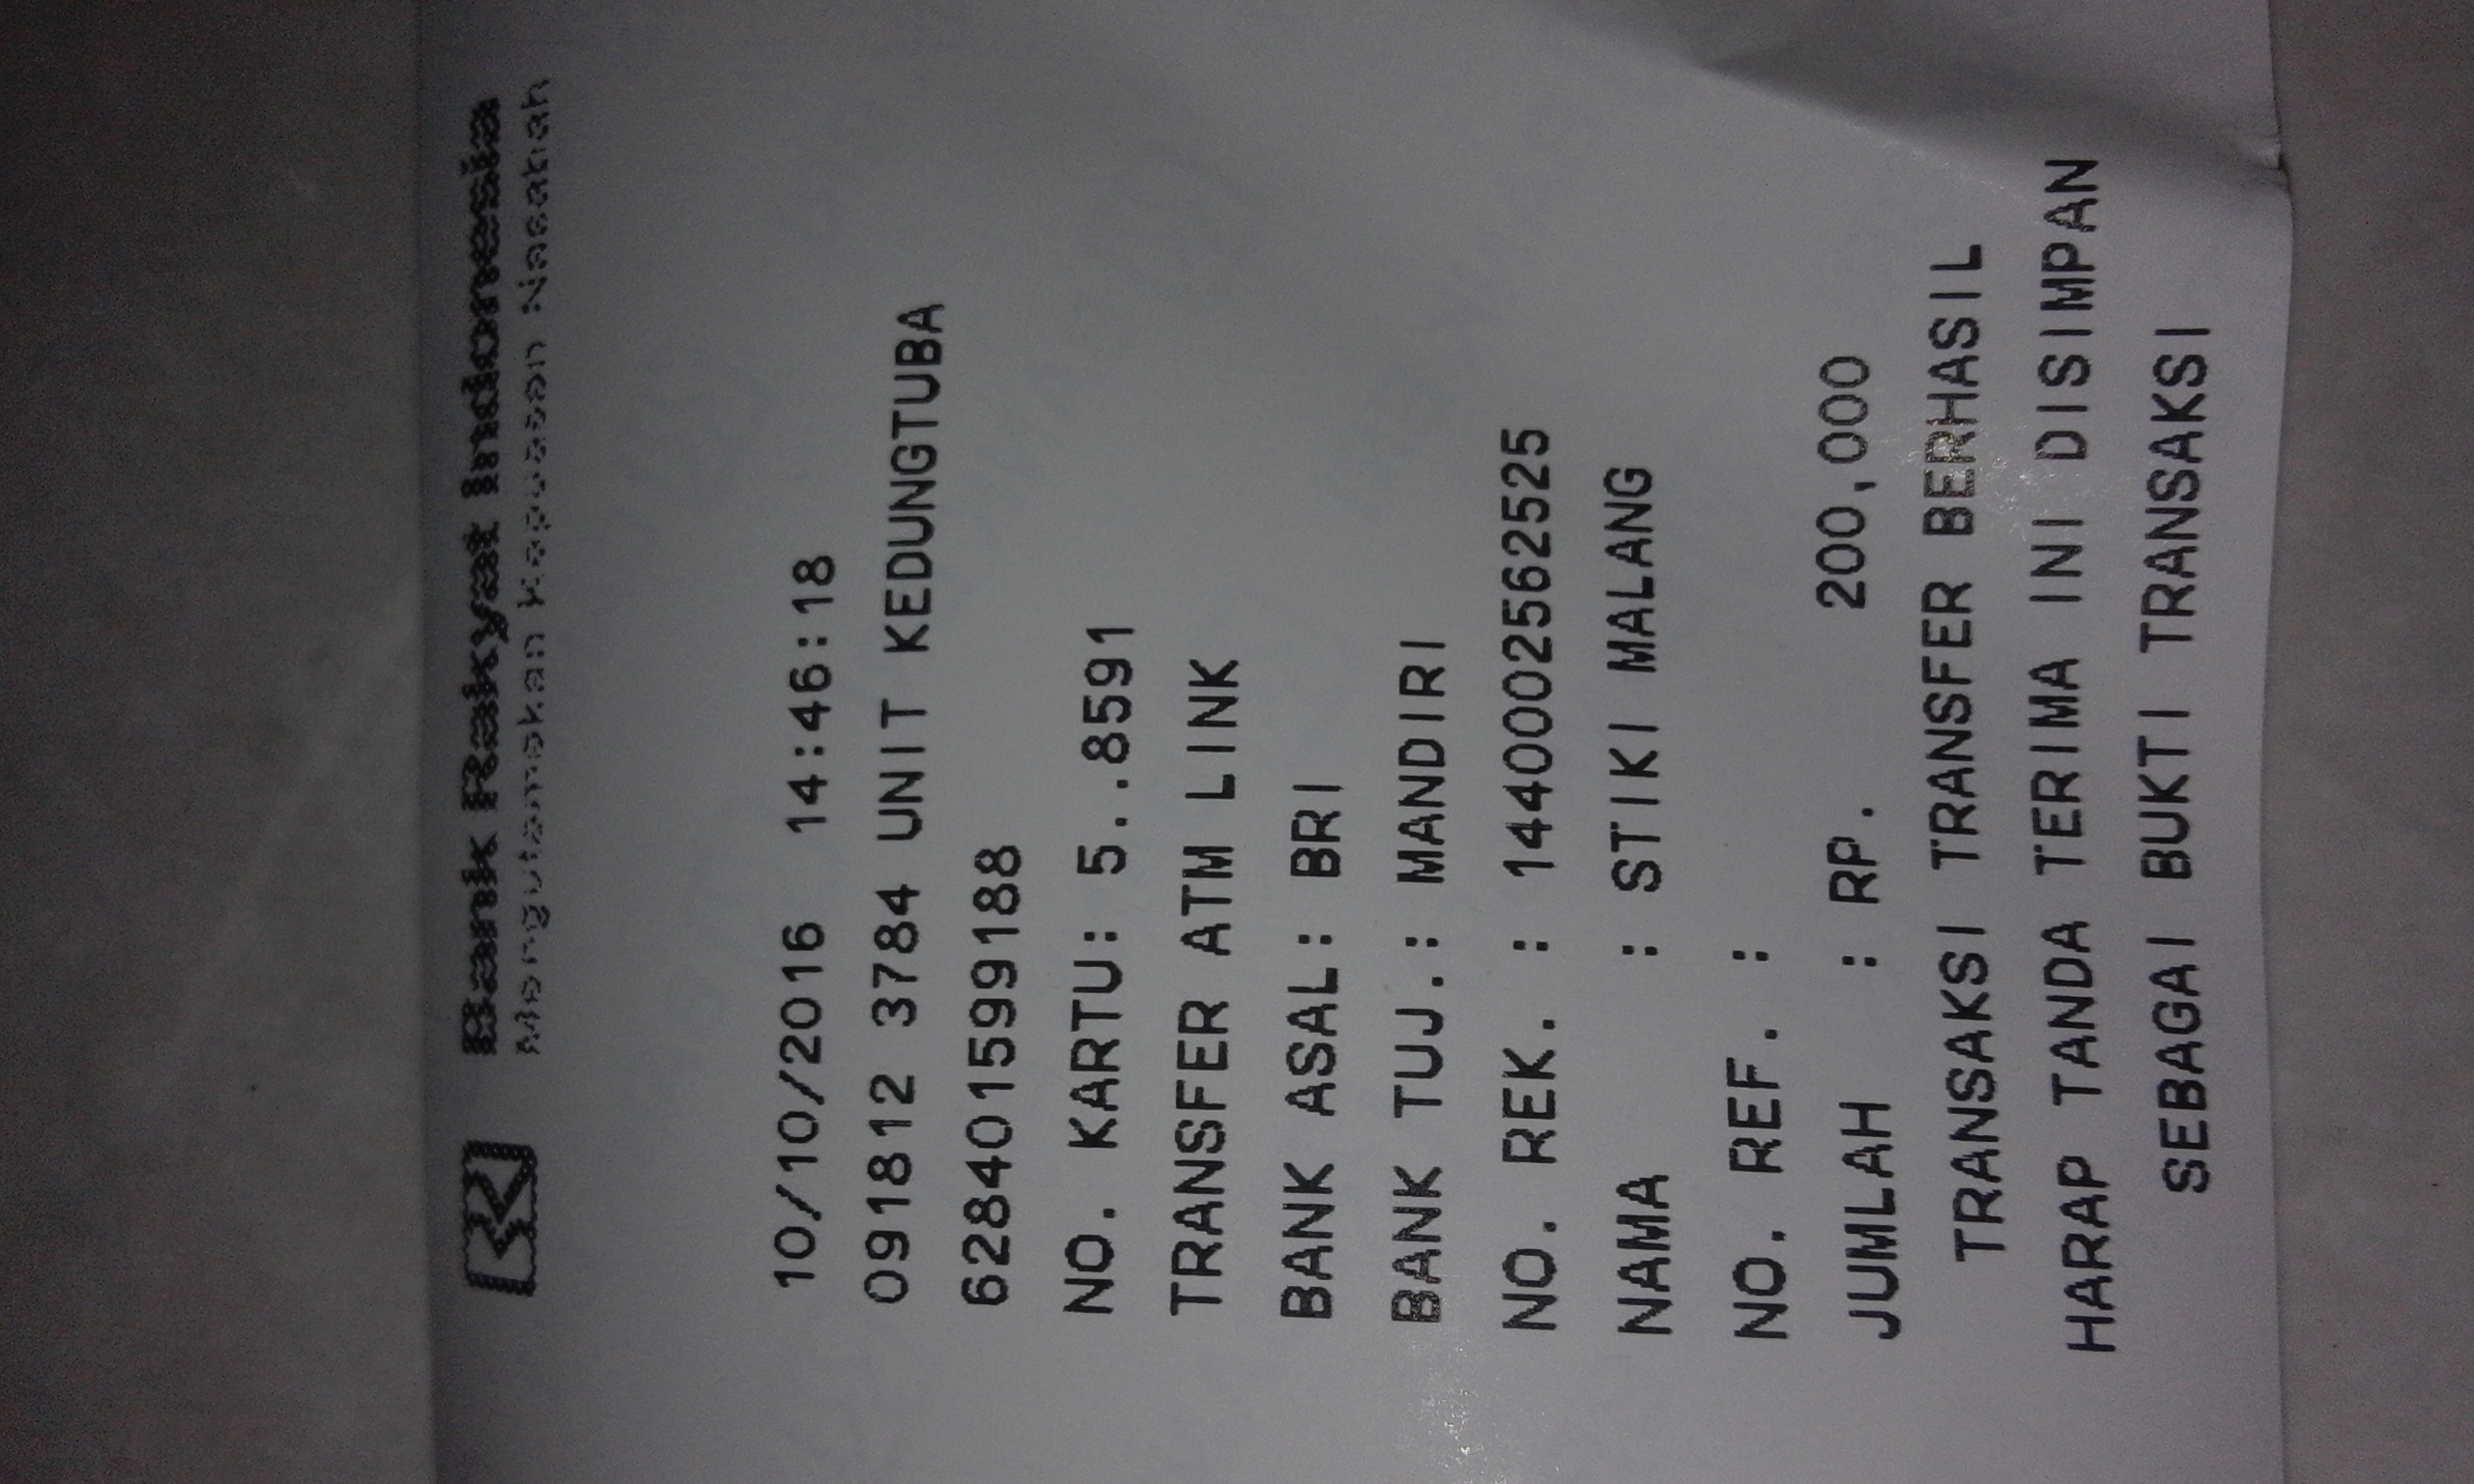 Bank Rakyat Indonesia
Mengutamakan Kepuasan Nasabah
10/10/2016 14:46:18
091812 3784 UNIT KEDUNGTUBA
628401599188
NO. KARTU: 5..8591
TRANSFER ATM LINK
BANK ASAL: BRI
BANK TUJ.: MANDIRI
NO. REK. : 1440002562525
NAMA : STIKI MALANG
NO. REF. :
JUMLAH : RP. 200,000
TRANSAKSI TRANSFER BERHASIL
HARAP TANDA TERIMA INI DISIMPAN
SEBAGAI BUKTI TRANSAKSI